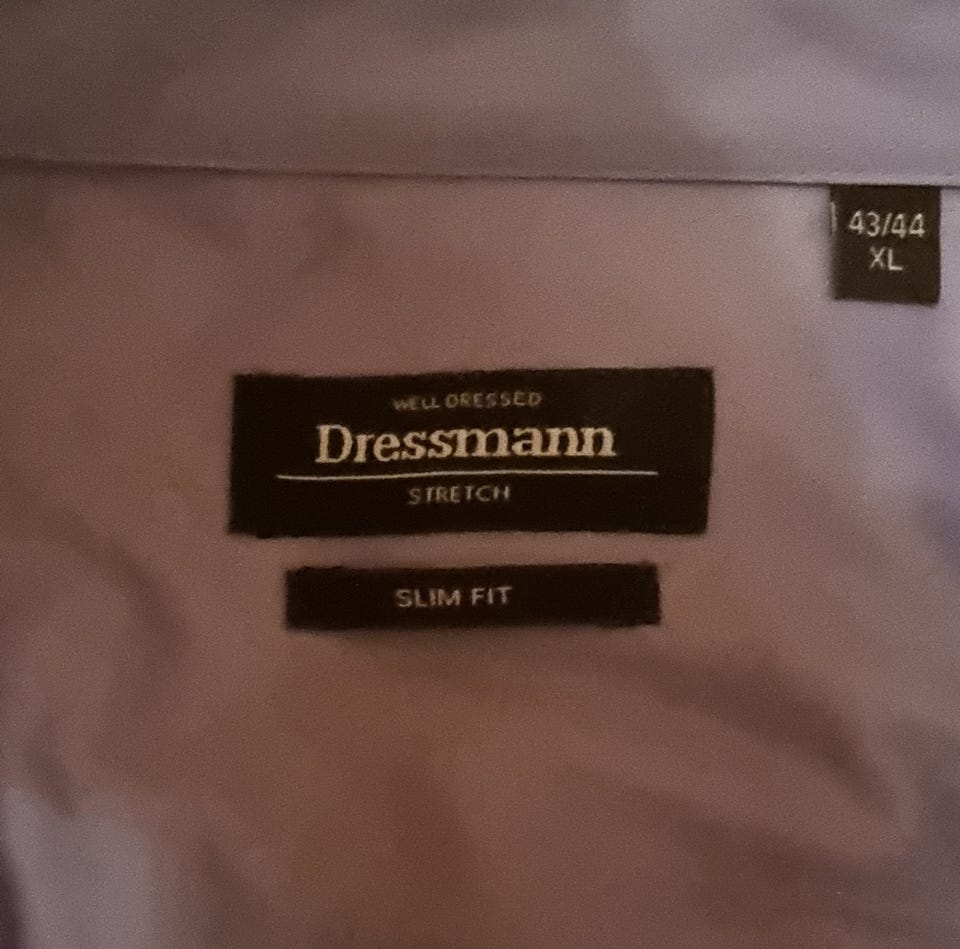 43/44
XL
WELL DRESSED
Dressmann
STRETCH
SLIM FIT